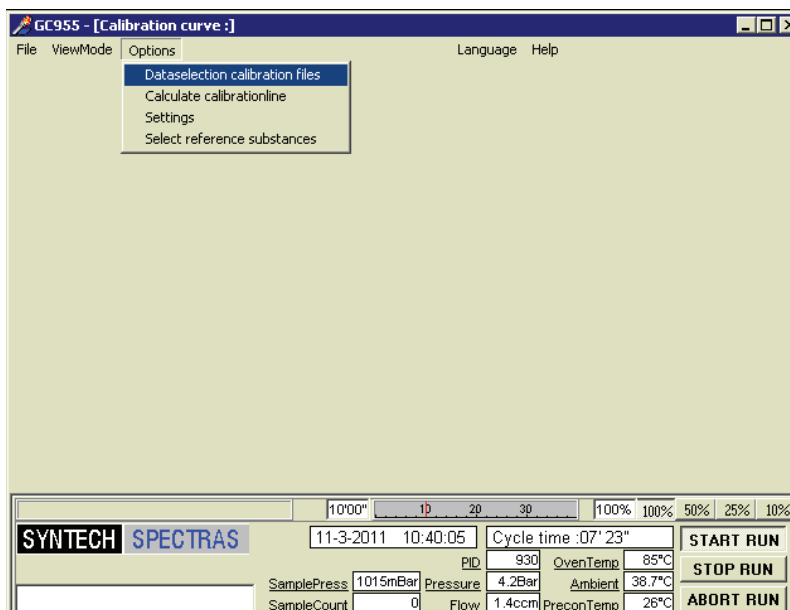 GC955 - [Calibration curve :]
File ViewMode Options Language Help
Dataselection calibration files
Calculate calibrationline
Settings
Select reference substances
10'00" 10 20 30 100% 100% 50% 25% 10%
SYNTECH SPECTRAS 11-3-2011 10:40:05 Cycle time :07' 23" START RUN
PID 930 OvenTemp 85°C STOP RUN
SamplePress 1015mBar Pressure 4.2Bar Ambient 38.7°C
SampleCount 0 Flow 1.4ccm PreconTemp 26°C ABORT RUN